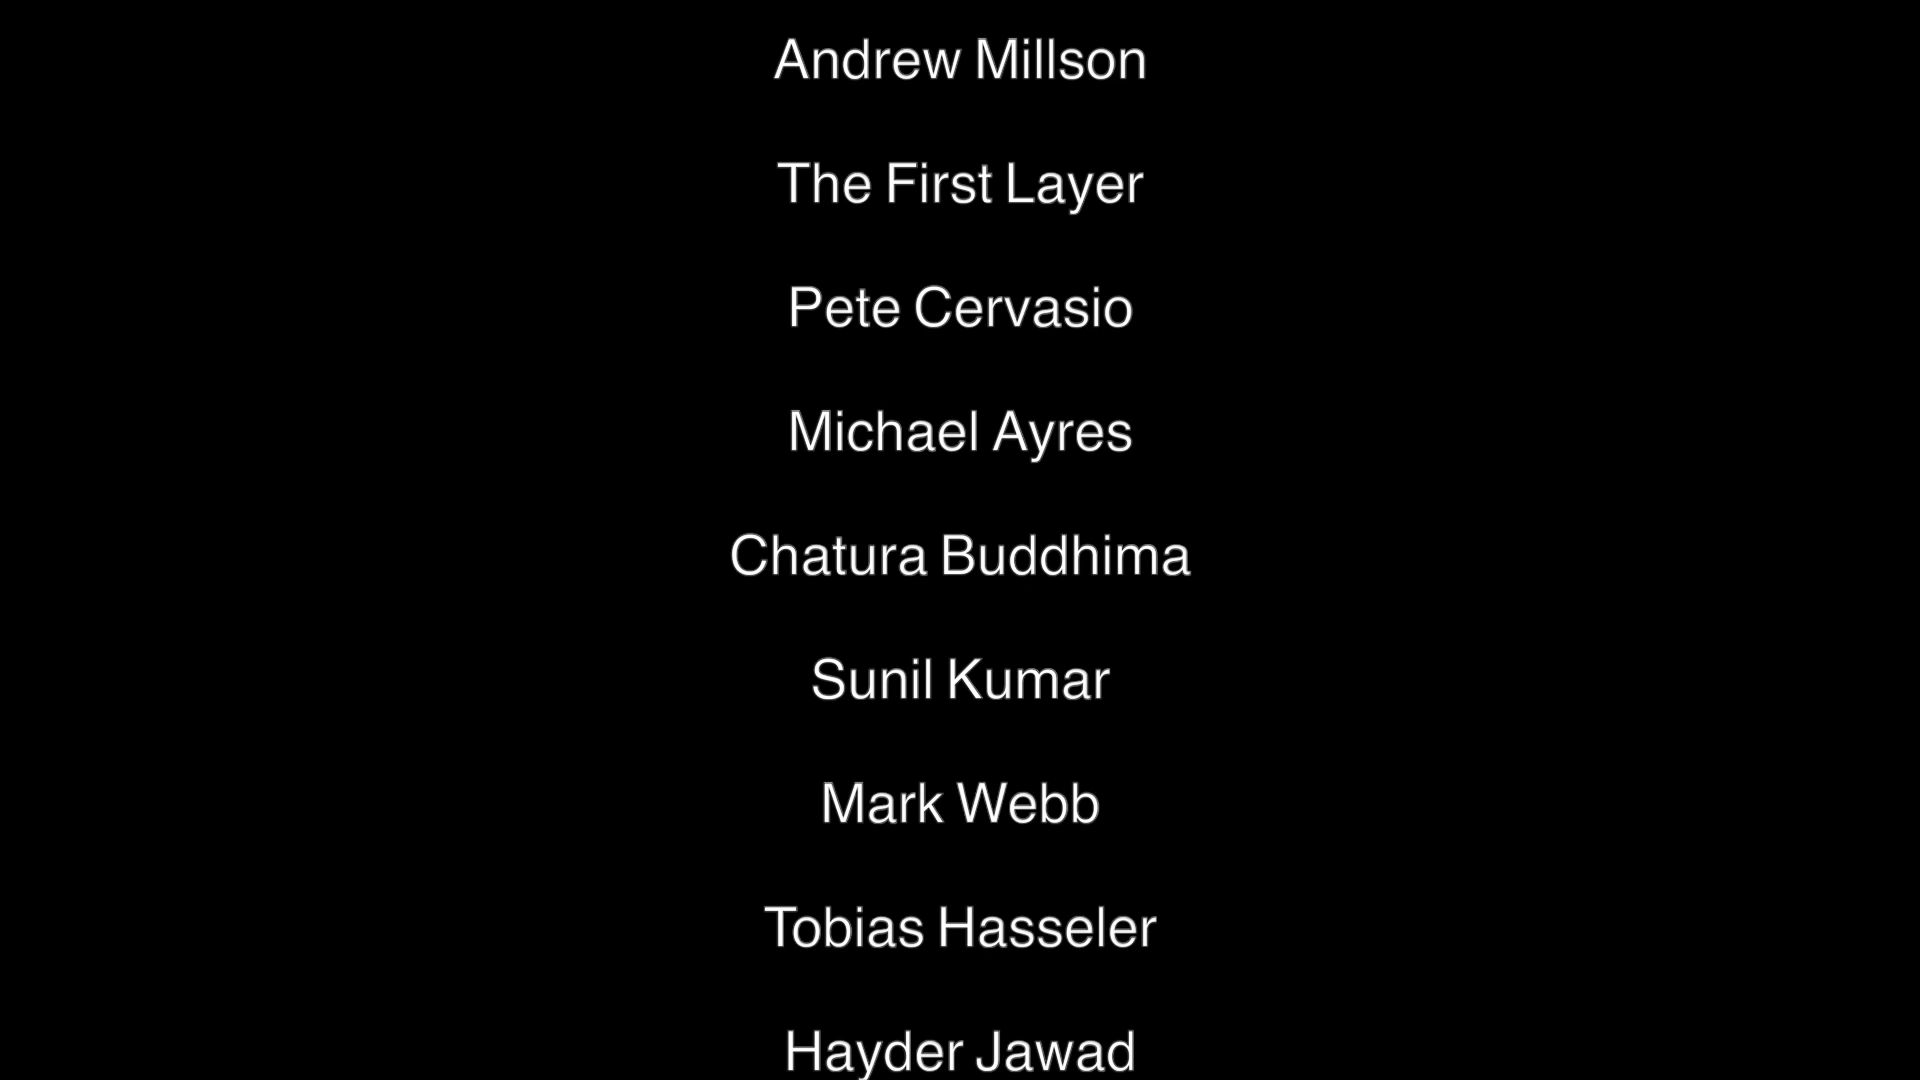 Andrew Millson
The First Layer
Pete Cervasio
Michael Ayres
Chatura Buddhima
Sunil Kumar
Mark Webb
Tobias Hasseler
Hayder Jawad